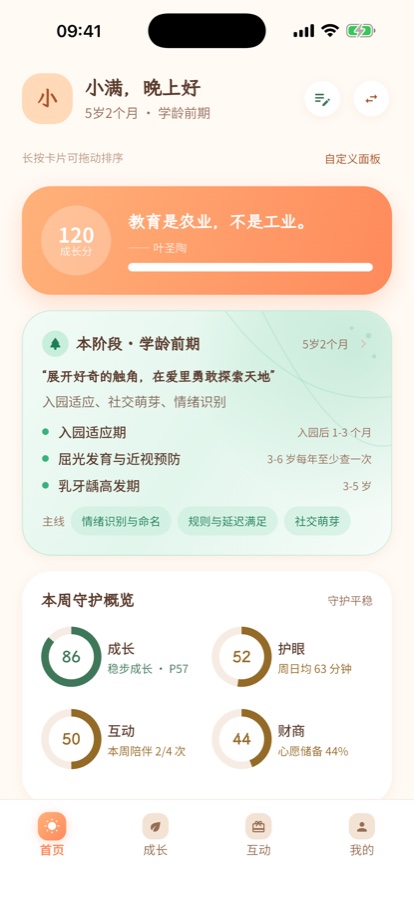 09:41
小
小满，晚上好
5岁2个月 · 学龄前期
长按卡片可拖动排序
自定义面板
120
成长分
教育是农业，不是工业。
—— 叶圣陶
本阶段·学龄前期
5岁2个月
“展开好奇的触角，在爱里勇敢探索天地”
入园适应、社交萌芽、情绪识别
入园适应期 入园后 1-3 个月
屈光发育与近视预防 3-6 岁每年至少查一次
乳牙龋高发期 3-5 岁
主线 情绪识别与命名 规则与延迟满足 社交萌芽
本周守护概览
守护平稳
86
成长
稳步成长 · P57
52
护眼
周日均 63 分钟
50
互动
本周陪伴 2/4 次
44
财商
心愿储备 44%
首页 成长 互动 我的